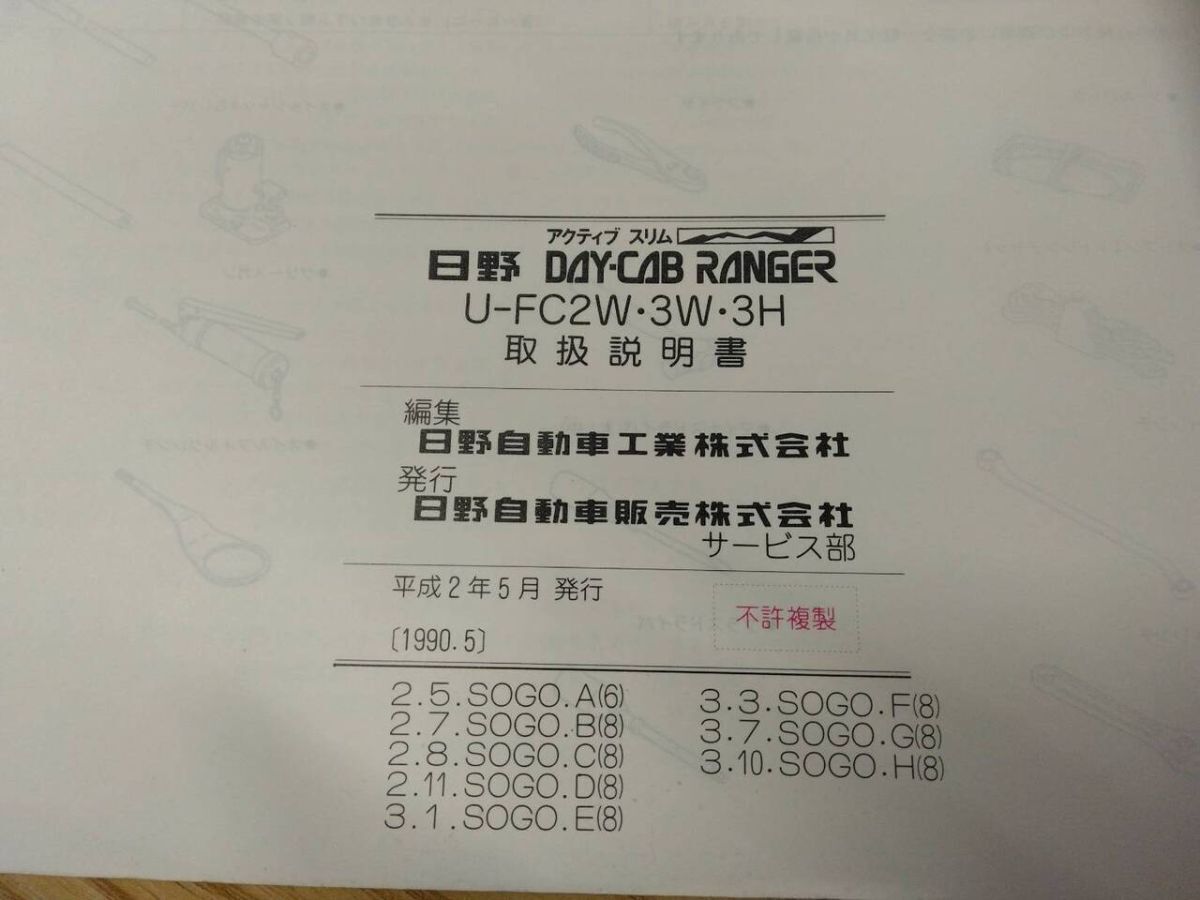 アクティブ スリム
日野 DAY-CAB RANGER
U-FC2W・3W・3H
取扱説明書
編集
日野自動車工業株式会社
発行
日野自動車販売株式会社
サービス部
平成2年5月 発行
〔1990.5〕
不許複製
2.5.SOGO.A(6)
2.7.SOGO.B(8)
2.8.SOGO.C(8)
2.11.SOGO.D(8)
3.1.SOGO.E(8)
3.3.SOGO.F(8)
3.7.SOGO.G(8)
3.10.SOGO.H(8)